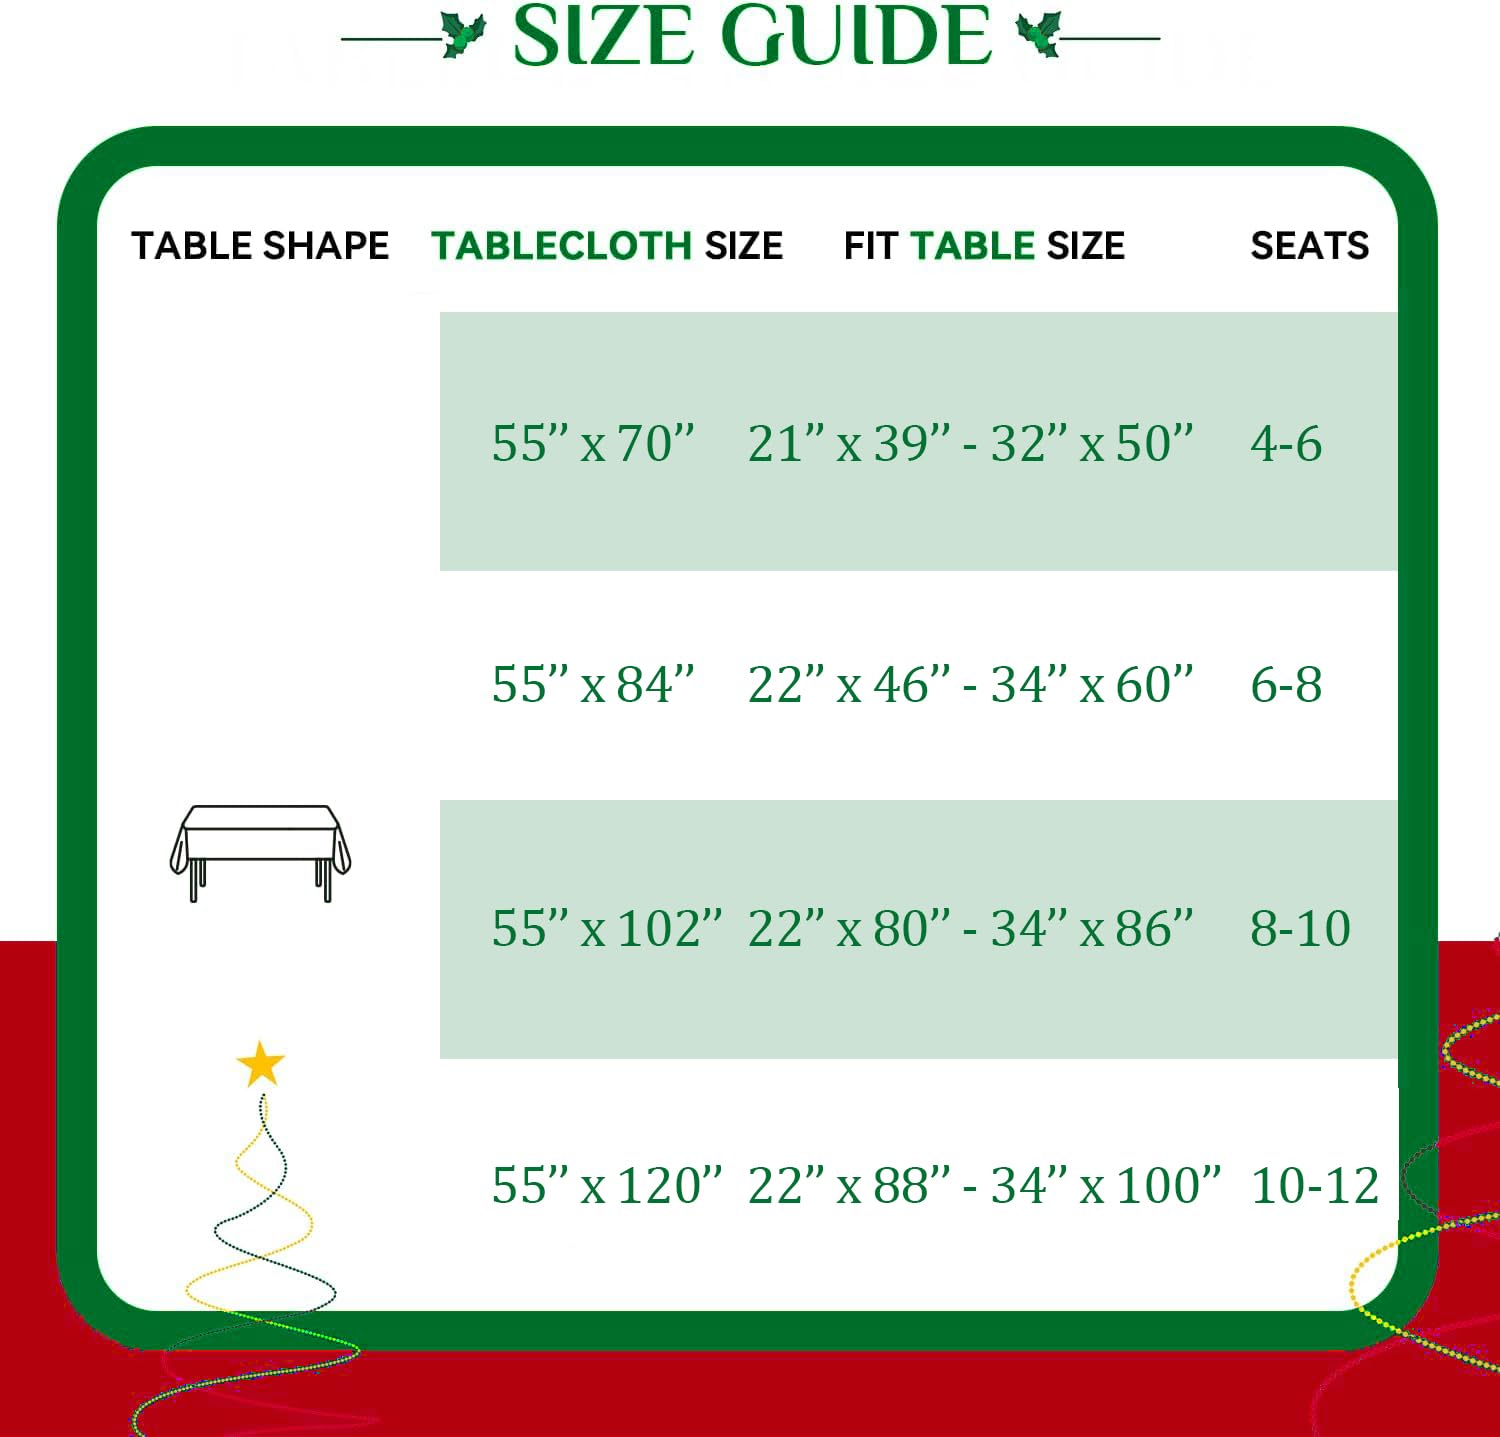 SIZE GUIDE
TABLE SHAPE TABLECLOTH SIZE FIT TABLE SIZE SEATS
55’’ x 70’’ 21’’ x 39’’ - 32’’ x 50’’ 4-6
55’’ x 84’’ 22’’ x 46’’ - 34’’ x 60’’ 6-8
55’’ x 102’’ 22’’ x 80’’ - 34’’ x 86’’ 8-10
55’’ x 120’’ 22’’ x 88’’ - 34’’ x 100’’ 10-12